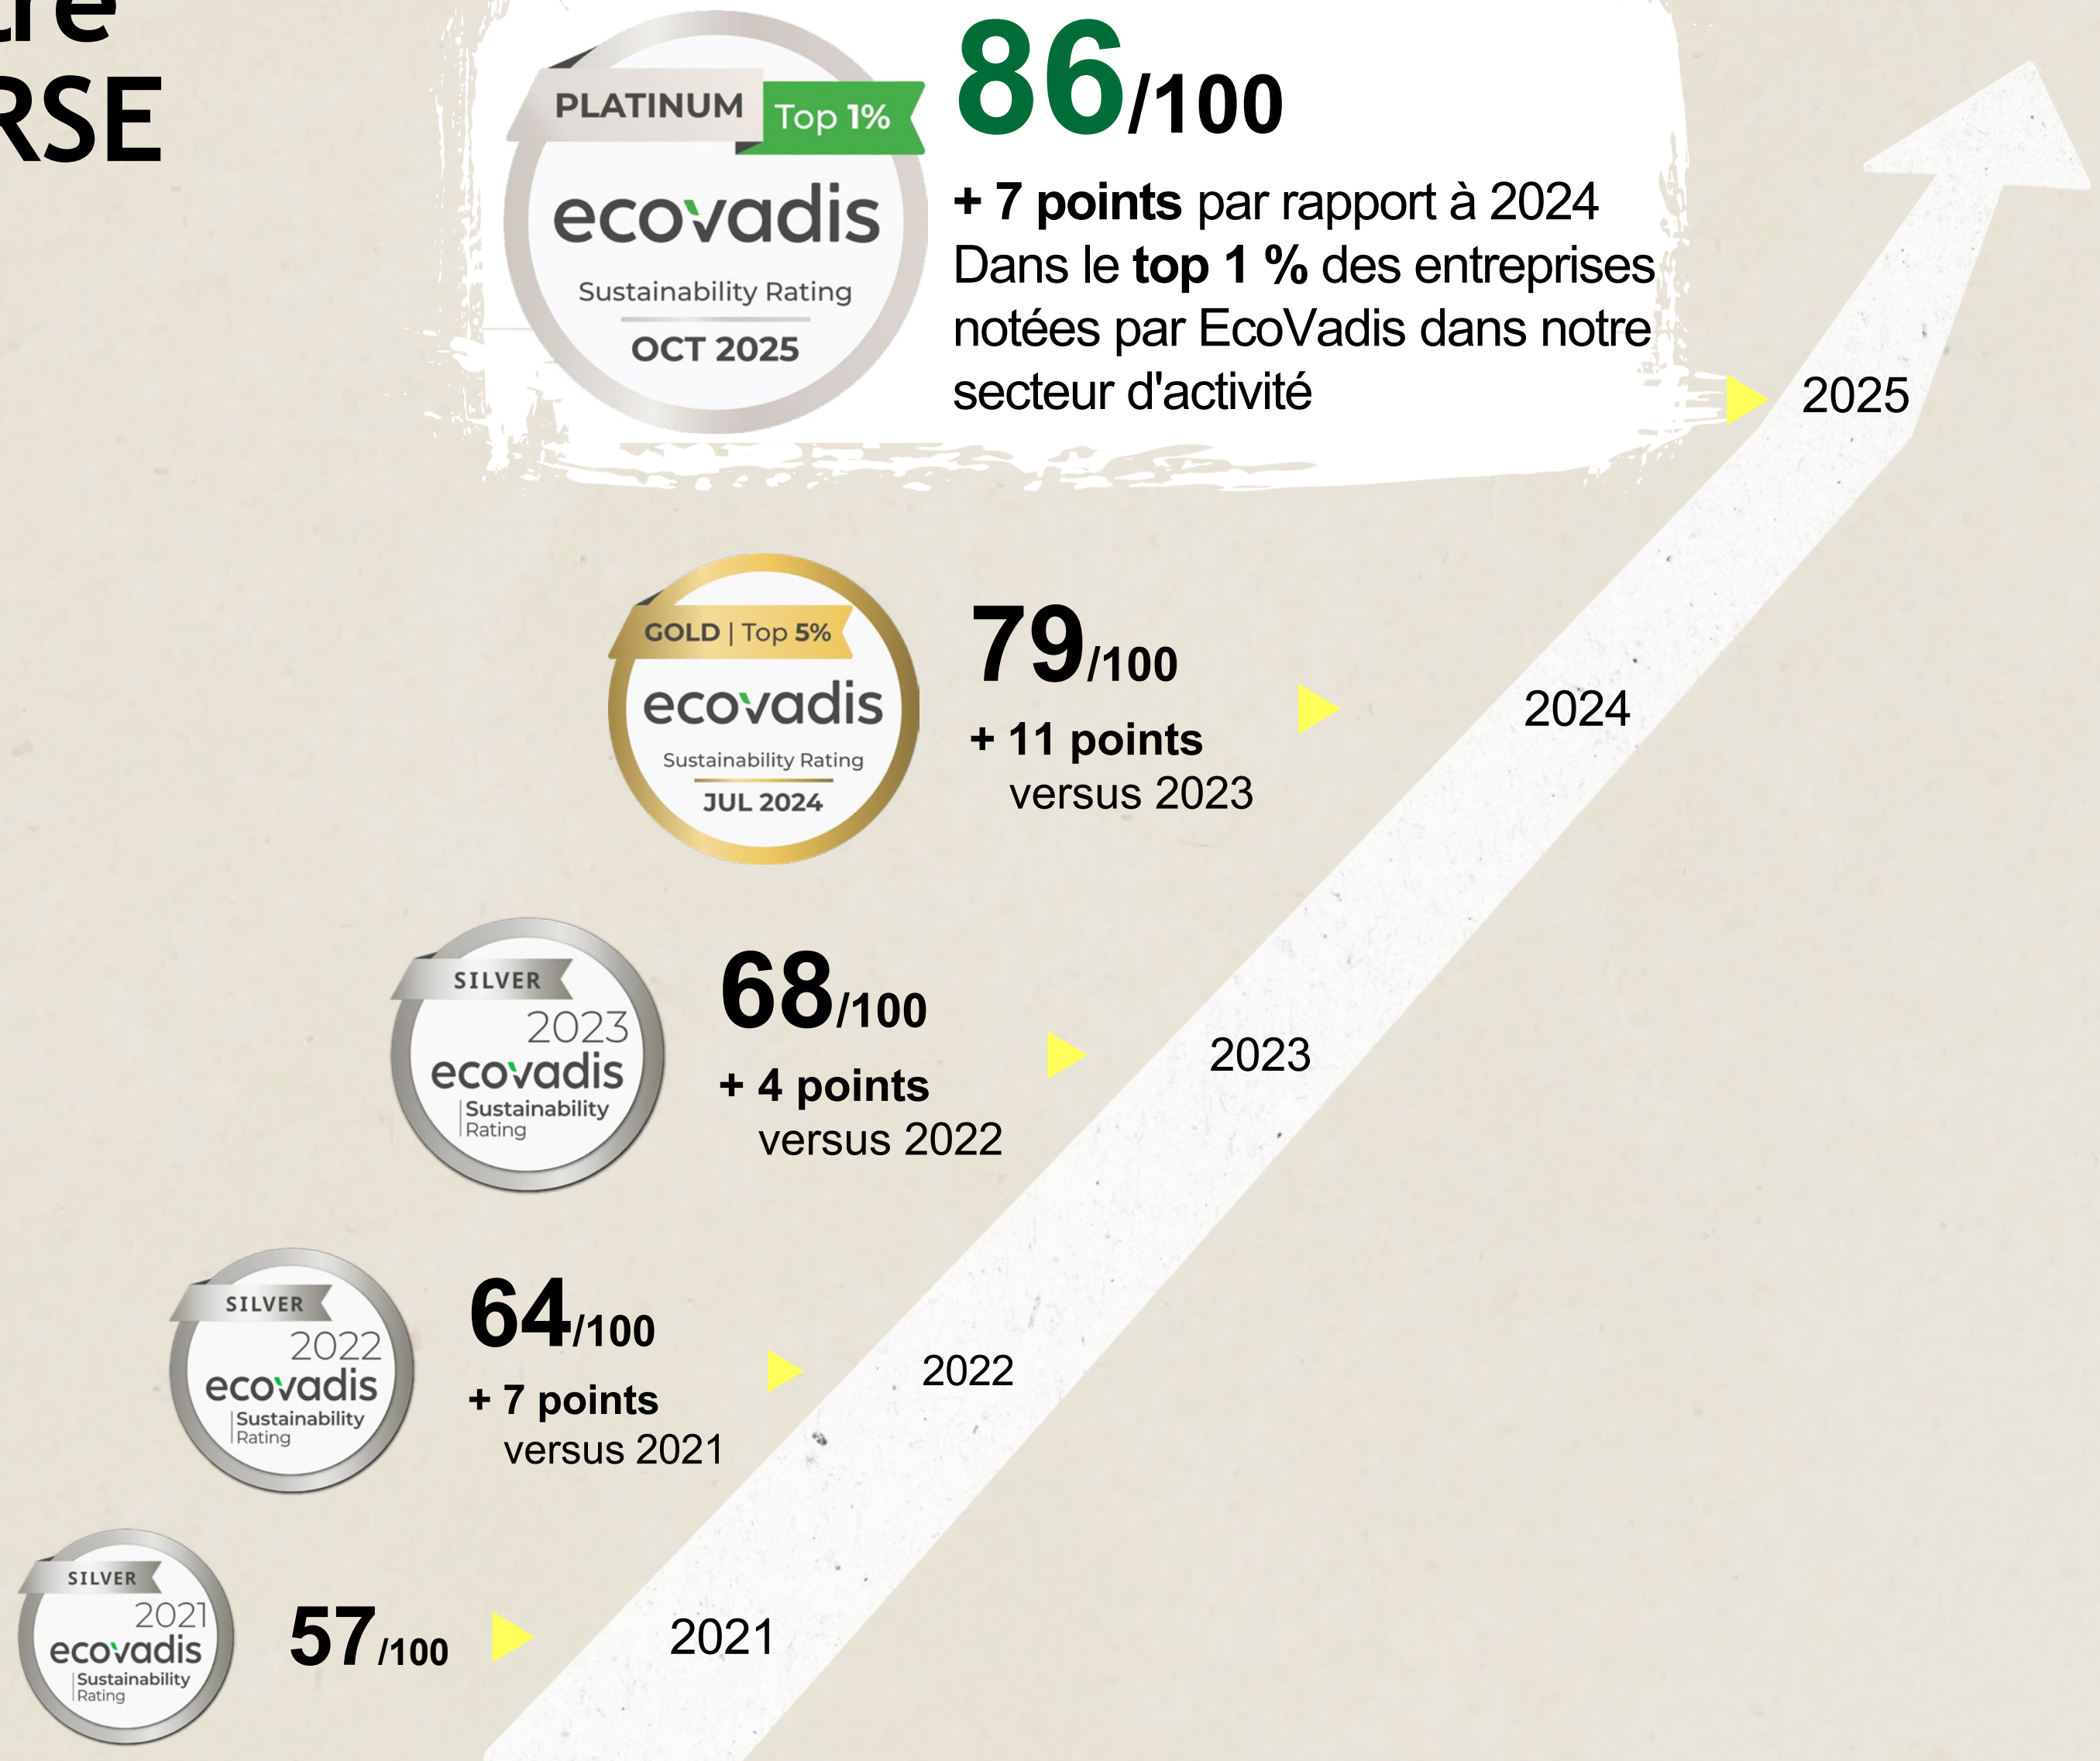 RSE
PLATINUM
Top 1%
ecovadis
Sustainability Rating
OCT 2025
86/100
+ 7 points par rapport à 2024
Dans le top 1 % des entreprises
notées par EcoVadis dans notre
secteur d'activité
2025
GOLD | Top 5%
ecovadis
Sustainability Rating
JUL 2024
79/100
+ 11 points
versus 2023
2024
SILVER
2023
ecovadis
Sustainability
Rating
68/100
+ 4 points
versus 2022
2023
SILVER
2022
ecovadis
Sustainability
Rating
64/100
+ 7 points
versus 2021
2022
SILVER
2021
ecovadis
Sustainability
Rating
57/100
2021